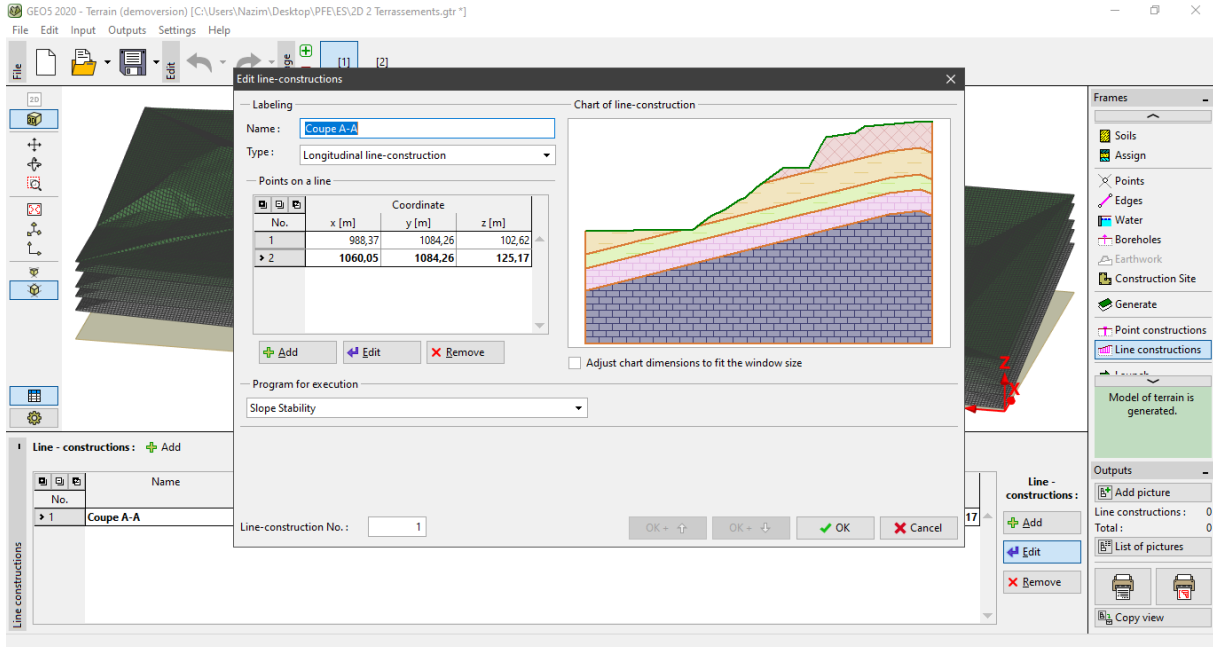 GEO5 2020 - Terrain (demoversion) [C:\Users\Nazim\Desktop\PFE\ES\2D 2 Terrassements.gtr *]
File Edit Input Outputs Settings Help
File
Edit
[1] [2]
2D
3D
Edit line-constructions
Labeling
Name :
Coupe A-A
Type :
Longitudinal line-construction
Points on a line
Coordinate
No. x [m] y [m] z [m]
1 988,37 1084,26 102,62
> 2 1060,05 1084,26 125,17
Add Edit Remove
Chart of line-construction
Adjust chart dimensions to fit the window size
Program for execution
Slope Stability
Line-construction No. : 1
OK + OK + OK Cancel
Z
X
Frames
Soils
Assign
Points
Edges
Water
Boreholes
Earthwork
Construction Site
Generate
Point constructions
Line constructions
Model of terrain is
generated.
Outputs
Add picture
Line constructions : 0
Total : 0
List of pictures
Copy view
Line constructions
Line - constructions : Add
No. Name
> 1 Coupe A-A
17
Line -
constructions :
Add
Edit
Remove